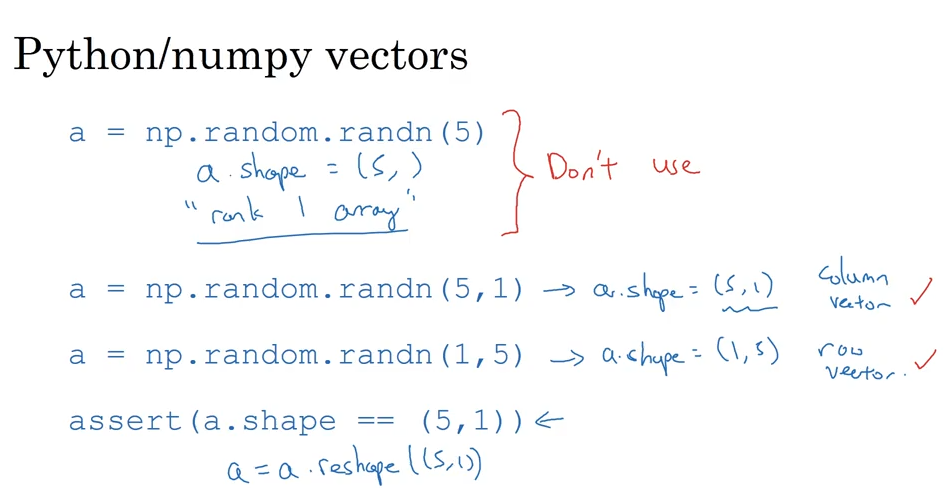 Python/numpy vectors
a = np.random.randn(5)
a.shape = (5,)
"rank 1 array"
Don't use
a = np.random.randn(5,1) → a.shape = (5,1) column vector ✓
a = np.random.randn(1,5) → a.shape = (1,5) row vector. ✓
assert(a.shape == (5,1)) ←
a = a.reshape((5,1))